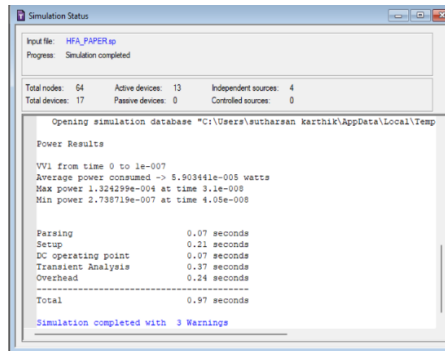 Simulation Status
Input file: HFA_PAPER.sp
Progress: Simulation completed
Total nodes: 64 Active devices: 13 Independent sources: 4
Total devices: 17 Passive devices: 0 Controlled sources: 0
Opening simulation database "C:\Users\sutharsan karthik\AppData\Local\Temp
Power Results
VV1 from time 0 to 1e-007
Average power consumed -> 5.903441e-005 watts
Max power 1.324299e-004 at time 3.1e-008
Min power 2.738719e-007 at time 4.05e-008
Parsing 0.07 seconds
Setup 0.21 seconds
DC operating point 0.07 seconds
Transient Analysis 0.37 seconds
Overhead 0.24 seconds
-----------------------------------------
Total 0.97 seconds
Simulation completed with 3 Warnings